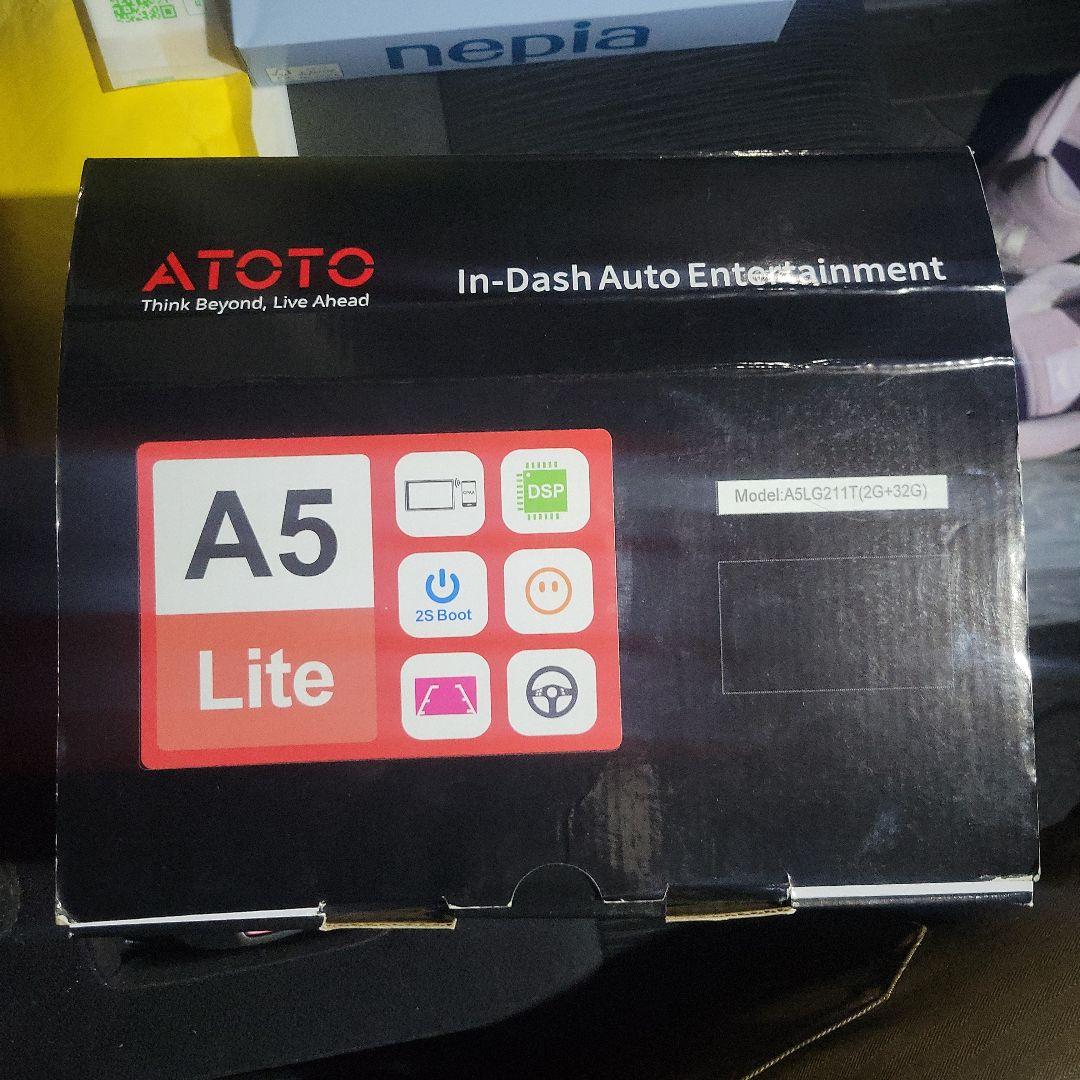 nepia
ATOTO
Think Beyond, Live Ahead
In-Dash Auto Entertainment
A5
Lite
DSP
2S Boot
Model:A5LG211T(2G+32G)